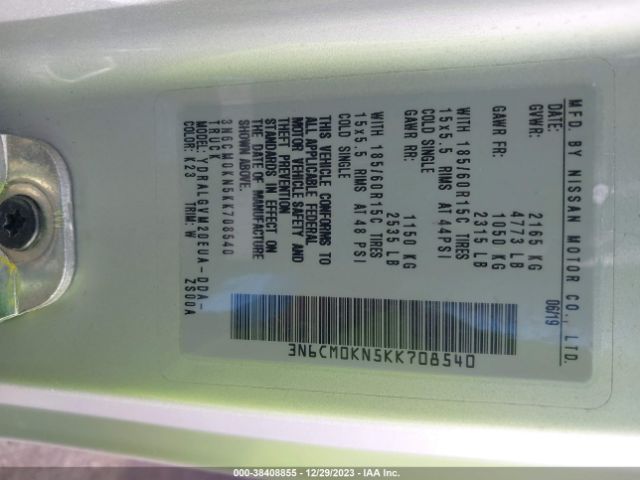 MFD. BY NISSAN MOTOR CO., LTD.
DATE: 06/19
GVWR: 2165 KG
4773 LB
GAWR FR: 1050 KG
2315 LB
WITH 185/60R15C TIRES
15x5.5 RIMS AT 44PSI
COLD SINGLE
GAWR RR: 1150 KG
2535 LB
WITH 185/60R15C TIRES
15x5.5 RIMS AT 48 PSI
COLD SINGLE
THIS VEHICLE CONFORMS TO
ALL APPLICABLE FEDERAL
MOTOR VEHICLE SAFETY AND
THEFT PREVENTION
STANDARDS IN EFFECT ON
THE DATE OF MANUFACTURE
SHOWN ABOVE.
3N6CM0KN5KK708540
TRUCK
MODEL: YDRALGVM20EUA-DDA-
ZS00A
COLOR: K23 TRIM: W
3N6CM0KN5KK708540
000-38408855 • 12/29/2023 • IAA Inc.